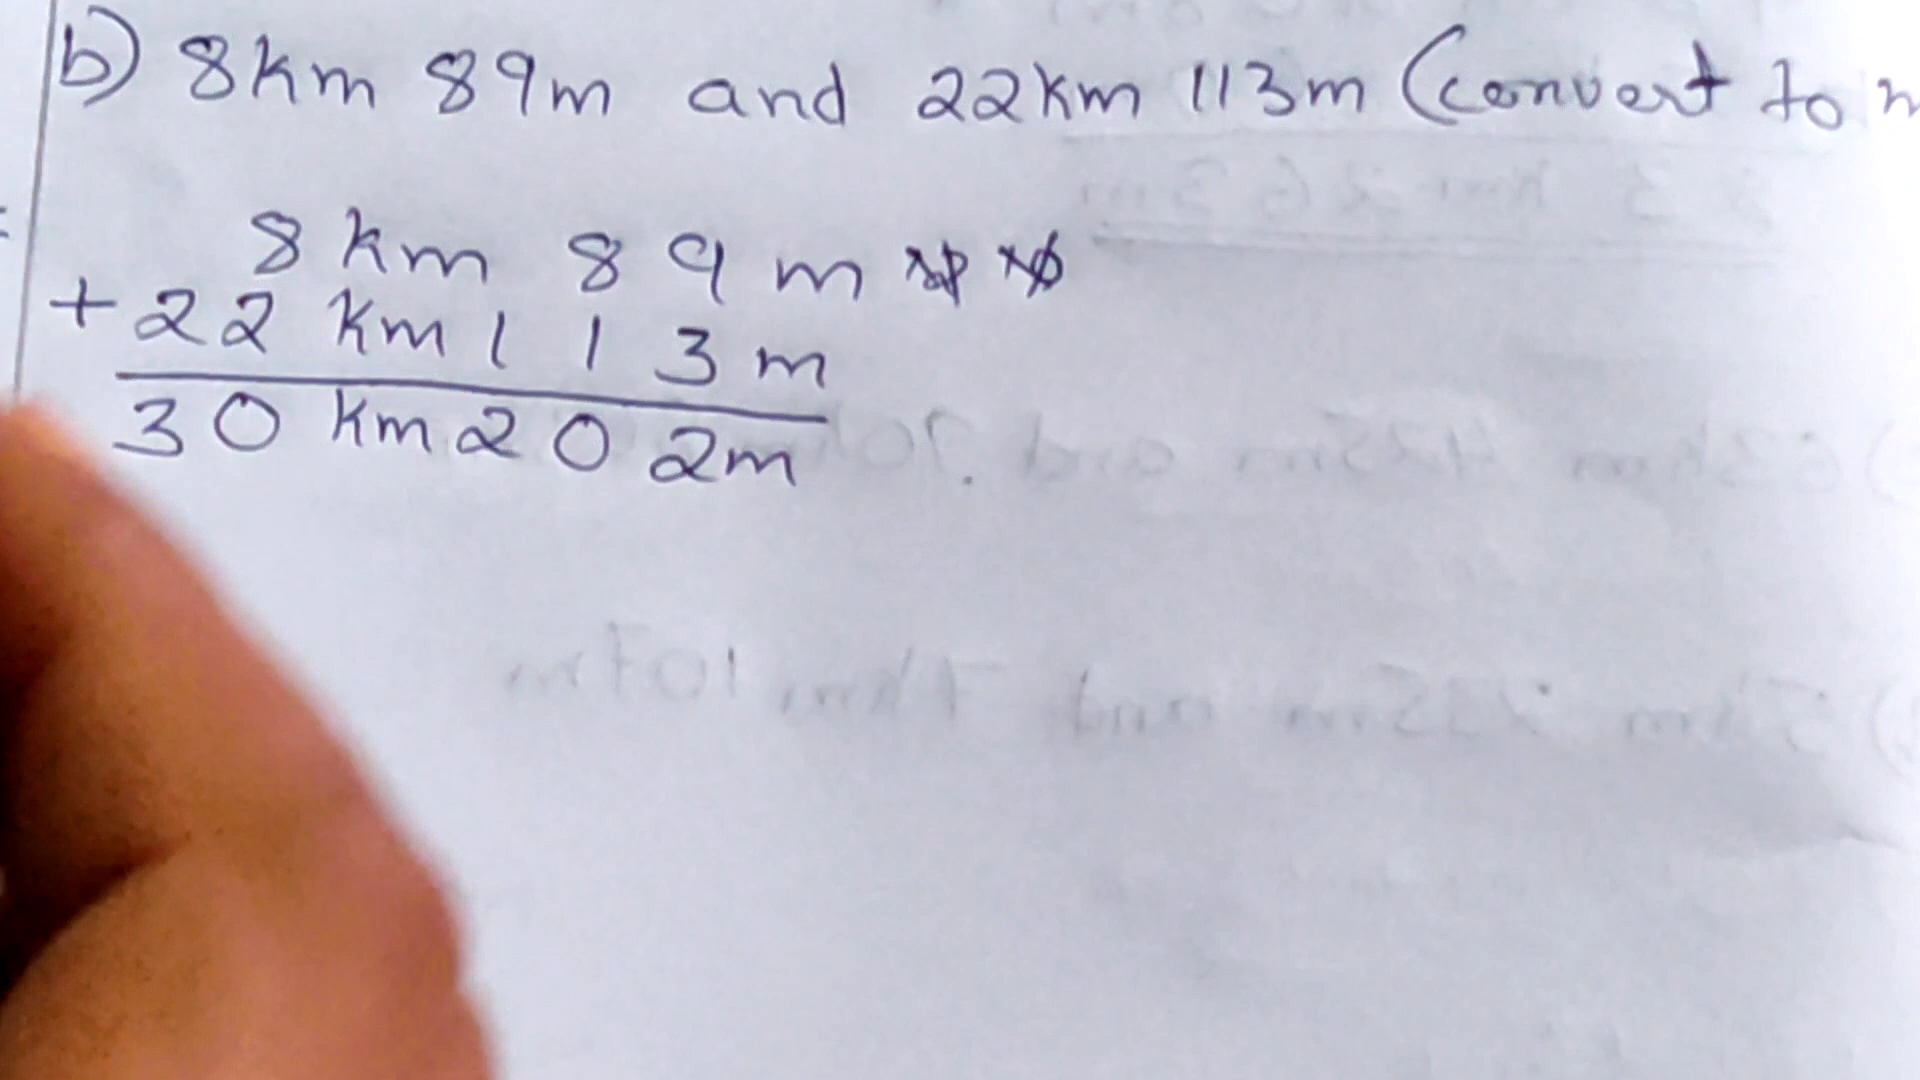 b) 8km 89m and 22km 113m (convert to
8 km 8 9 m
+ 22 km 1 1 3 m
30 km 2 0 2m